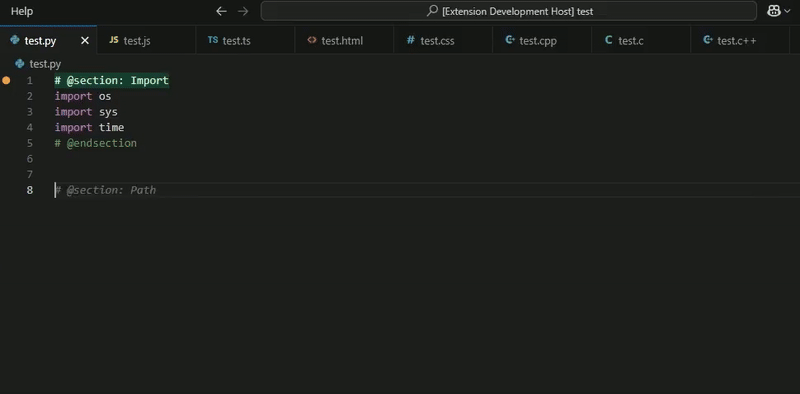 Help
[Extension Development Host] test
test.py
JS test.js
TS test.ts
test.html
# test.css
C+ test.cpp
C test.c
C+ test.c++
test.py
1 # @section: Import
2 import os
3 import sys
4 import time
5 # @endsection
6
7
8 # @section: Path